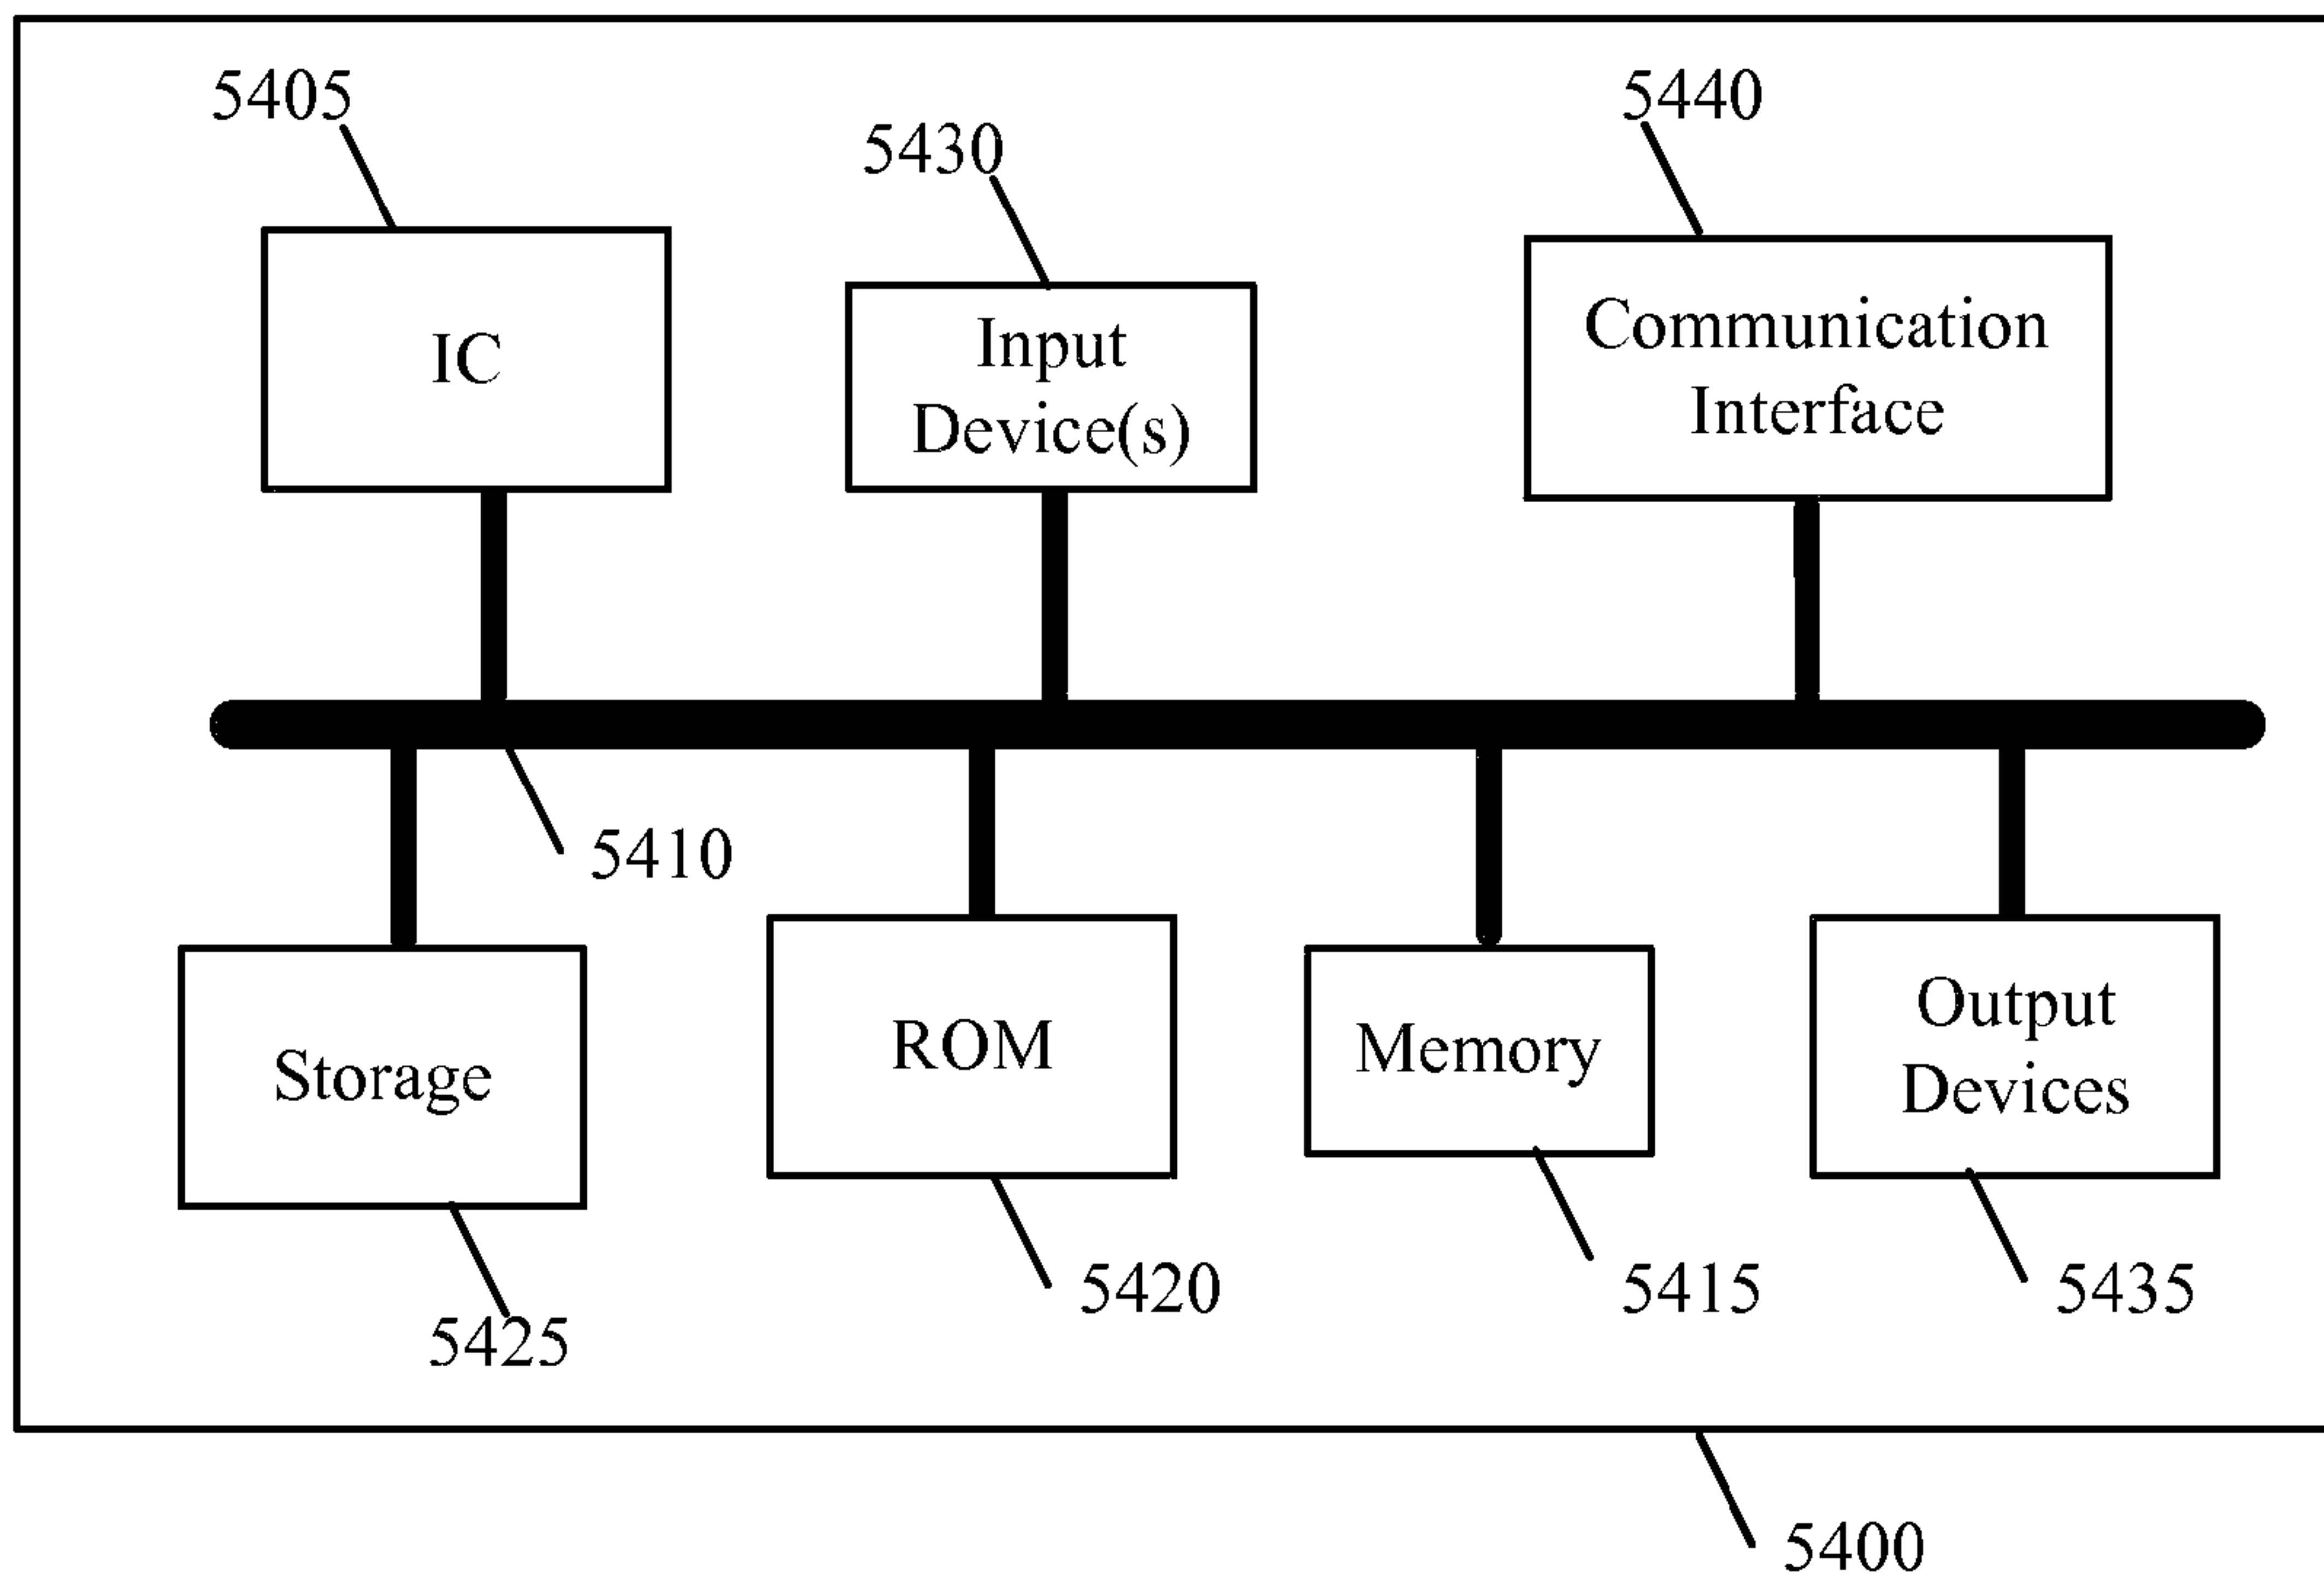 5405
5430
5440
IC
Input
Device(s)
Communication
Interface
5410
Storage
ROM
Memory
Output
Devices
5425
5420
5415
5435
5400